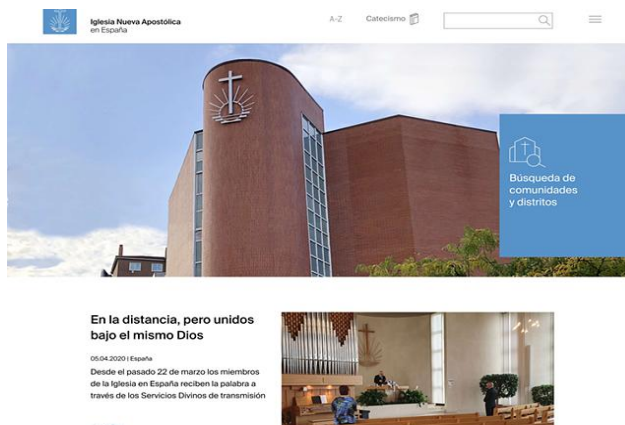 Iglesia Nueva Apostólica
en España
A-Z
Catecismo
Búsqueda de
comunidades
y distritos
En la distancia, pero unidos
bajo el mismo Dios
05.04.2020 | España
Desde el pasado 22 de marzo los miembros
de la Iglesia en España reciben la palabra a
través de los Servicios Divinos de transmisión